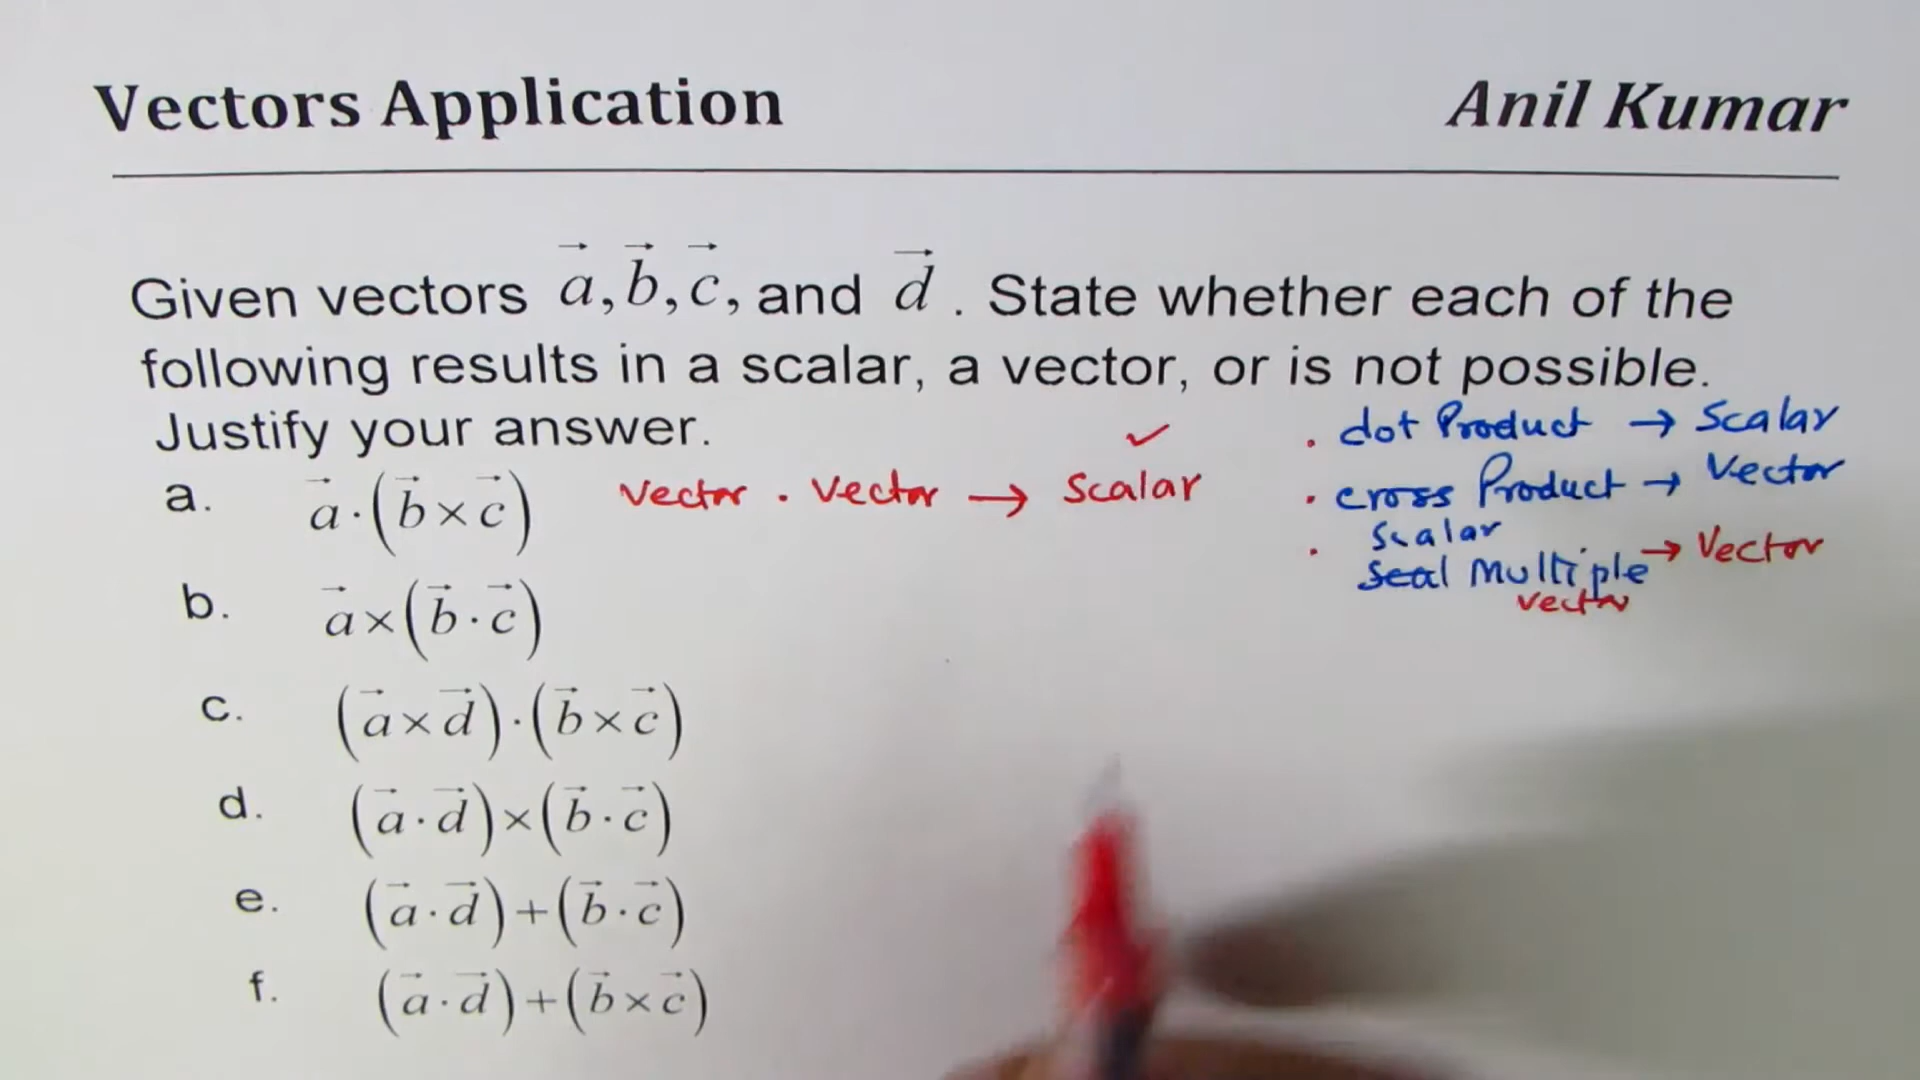 Vectors Application Anil Kumar
Given vectors a⃗, b⃗, c⃗, and d⃗. State whether each of the
following results in a scalar, a vector, or is not possible.
Justify your answer. ✓ . dot Product → Scalar
a. a⃗ · (b⃗ × c⃗) Vector . Vector → Scalar . cross Product → Vector
. Scalar
S̶c̶a̶l̶ Multiple → Vector
vector
b. a⃗ × (b⃗ · c⃗)
c. (a⃗ × d⃗) · (b⃗ × c⃗)
d. (a⃗ · d⃗) × (b⃗ · c⃗)
e. (a⃗ · d⃗) + (b⃗ · c⃗)
f. (a⃗ · d⃗) + (b⃗ × c⃗)